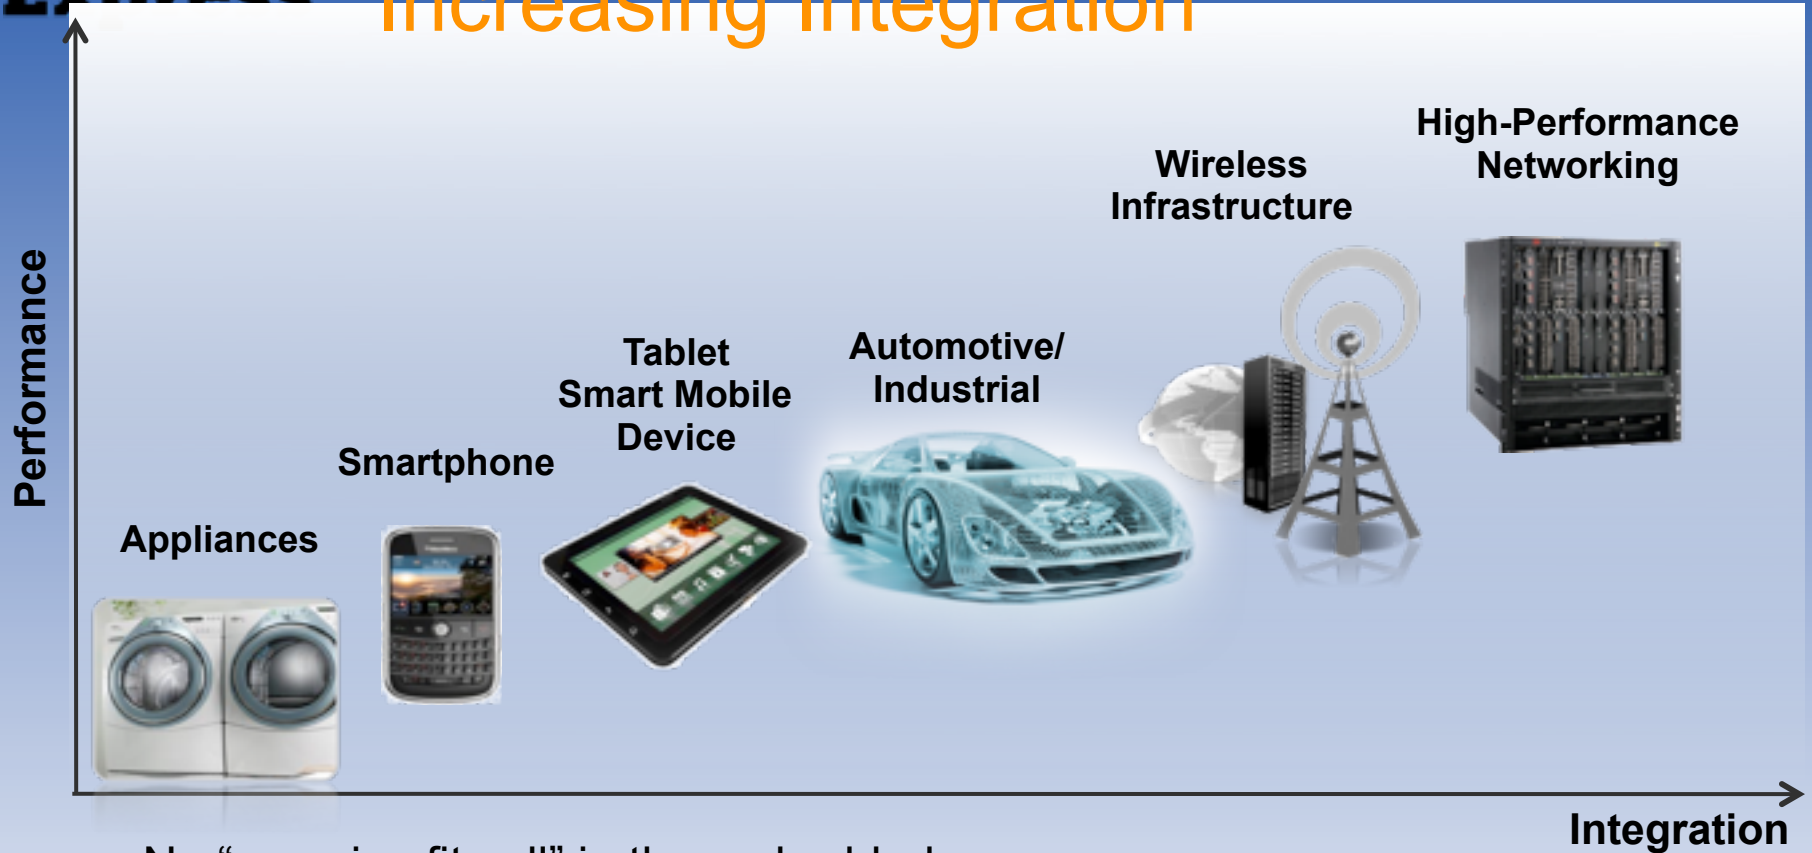 Increasing Integration
High-Performance
Networking
Wireless
Infrastructure
Automotive/
Industrial
Tablet
Smart Mobile
Device
Smartphone
Appliances
Performance
Integration